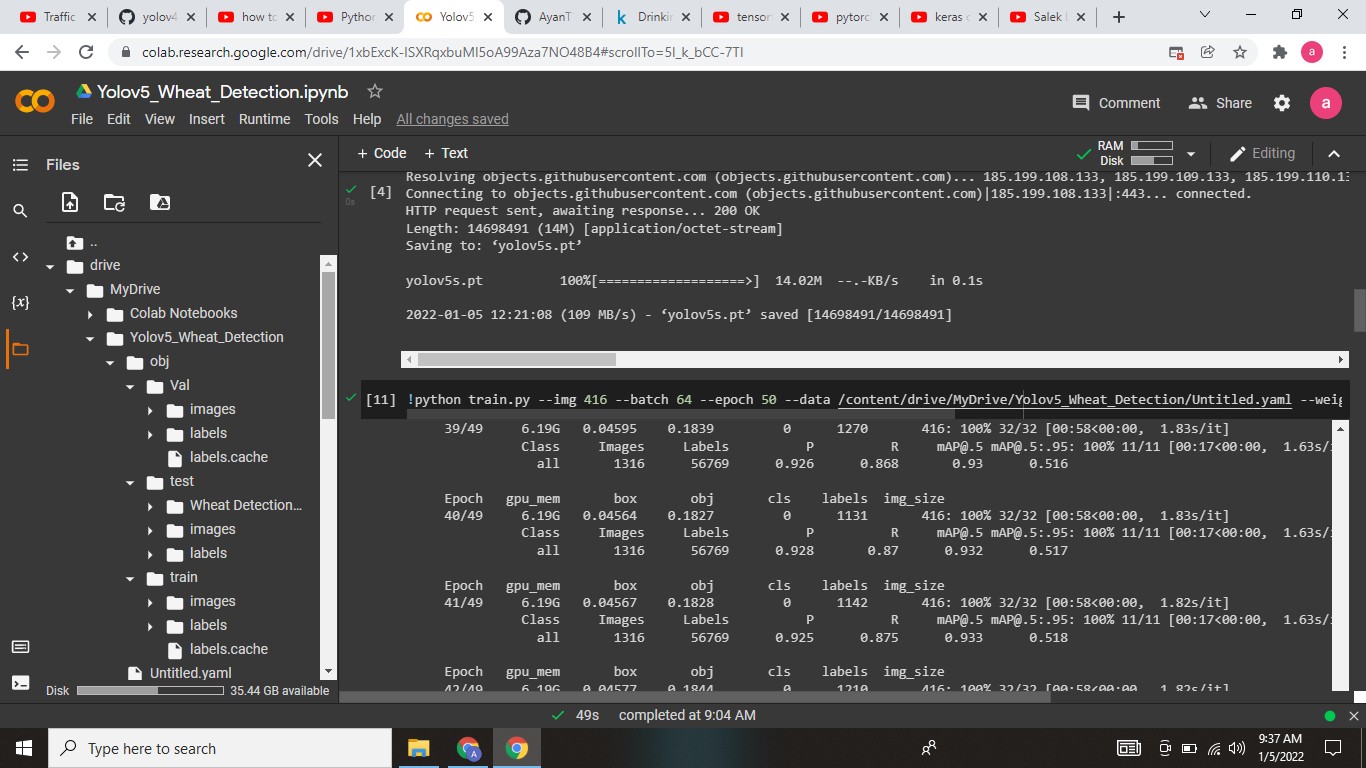 Traffic
yolov4
how to
Python
Yolov5
AyanT
Drinkin
tensor
pytorc
keras c
Salek
colab.research.google.com/drive/1xbExcK-ISXRqxbuMI5oA99Aza7NO48B4#scrollTo=5l_k_bCC-7TI
a
Yolov5_Wheat_Detection.ipynb
File Edit View Insert Runtime Tools Help All changes saved
Comment Share a
Files
+ Code + Text
RAM
Disk
Editing
..
drive
MyDrive
Colab Notebooks
Yolov5_Wheat_Detection
obj
Val
images
labels
labels.cache
test
Wheat Detection...
images
labels
train
images
labels
labels.cache
Untitled.yaml
Disk 35.44 GB available
{x}
Resolving objects.githubusercontent.com (objects.githubusercontent.com)... 185.199.108.133, 185.199.109.133, 185.199.110.13
[4] Connecting to objects.githubusercontent.com (objects.githubusercontent.com)|185.199.108.133|:443... connected.
0s
HTTP request sent, awaiting response... 200 OK
Length: 14698491 (14M) [application/octet-stream]
Saving to: ‘yolov5s.pt’
yolov5s.pt 100%[===================>] 14.02M --.-KB/s in 0.1s
2022-01-05 12:21:08 (109 MB/s) - ‘yolov5s.pt’ saved [14698491/14698491]
[11] !python train.py --img 416 --batch 64 --epoch 50 --data /content/drive/MyDrive/Yolov5_Wheat_Detection/Untitled.yaml --weig
39/49 6.19G 0.04595 0.1839 0 1270 416: 100% 32/32 [00:58<00:00, 1.83s/it]
Class Images Labels P R mAP@.5 mAP@.5:.95: 100% 11/11 [00:17<00:00, 1.63s/i
all 1316 56769 0.926 0.868 0.93 0.516
Epoch gpu_mem box obj cls labels img_size
40/49 6.19G 0.04564 0.1827 0 1131 416: 100% 32/32 [00:58<00:00, 1.83s/it]
Class Images Labels P R mAP@.5 mAP@.5:.95: 100% 11/11 [00:17<00:00, 1.63s/i
all 1316 56769 0.928 0.87 0.932 0.517
Epoch gpu_mem box obj cls labels img_size
41/49 6.19G 0.04567 0.1828 0 1142 416: 100% 32/32 [00:58<00:00, 1.82s/it]
Class Images Labels P R mAP@.5 mAP@.5:.95: 100% 11/11 [00:17<00:00, 1.63s/i
all 1316 56769 0.925 0.875 0.933 0.518
Epoch gpu_mem box obj cls labels img_size
42/49 6.19G 0.04577 0.1844 0 1210 416: 100% 32/32 [00:58<00:00, 1.82s/it]
49s completed at 9:04 AM
Type here to search
9:37 AM
1/5/2022